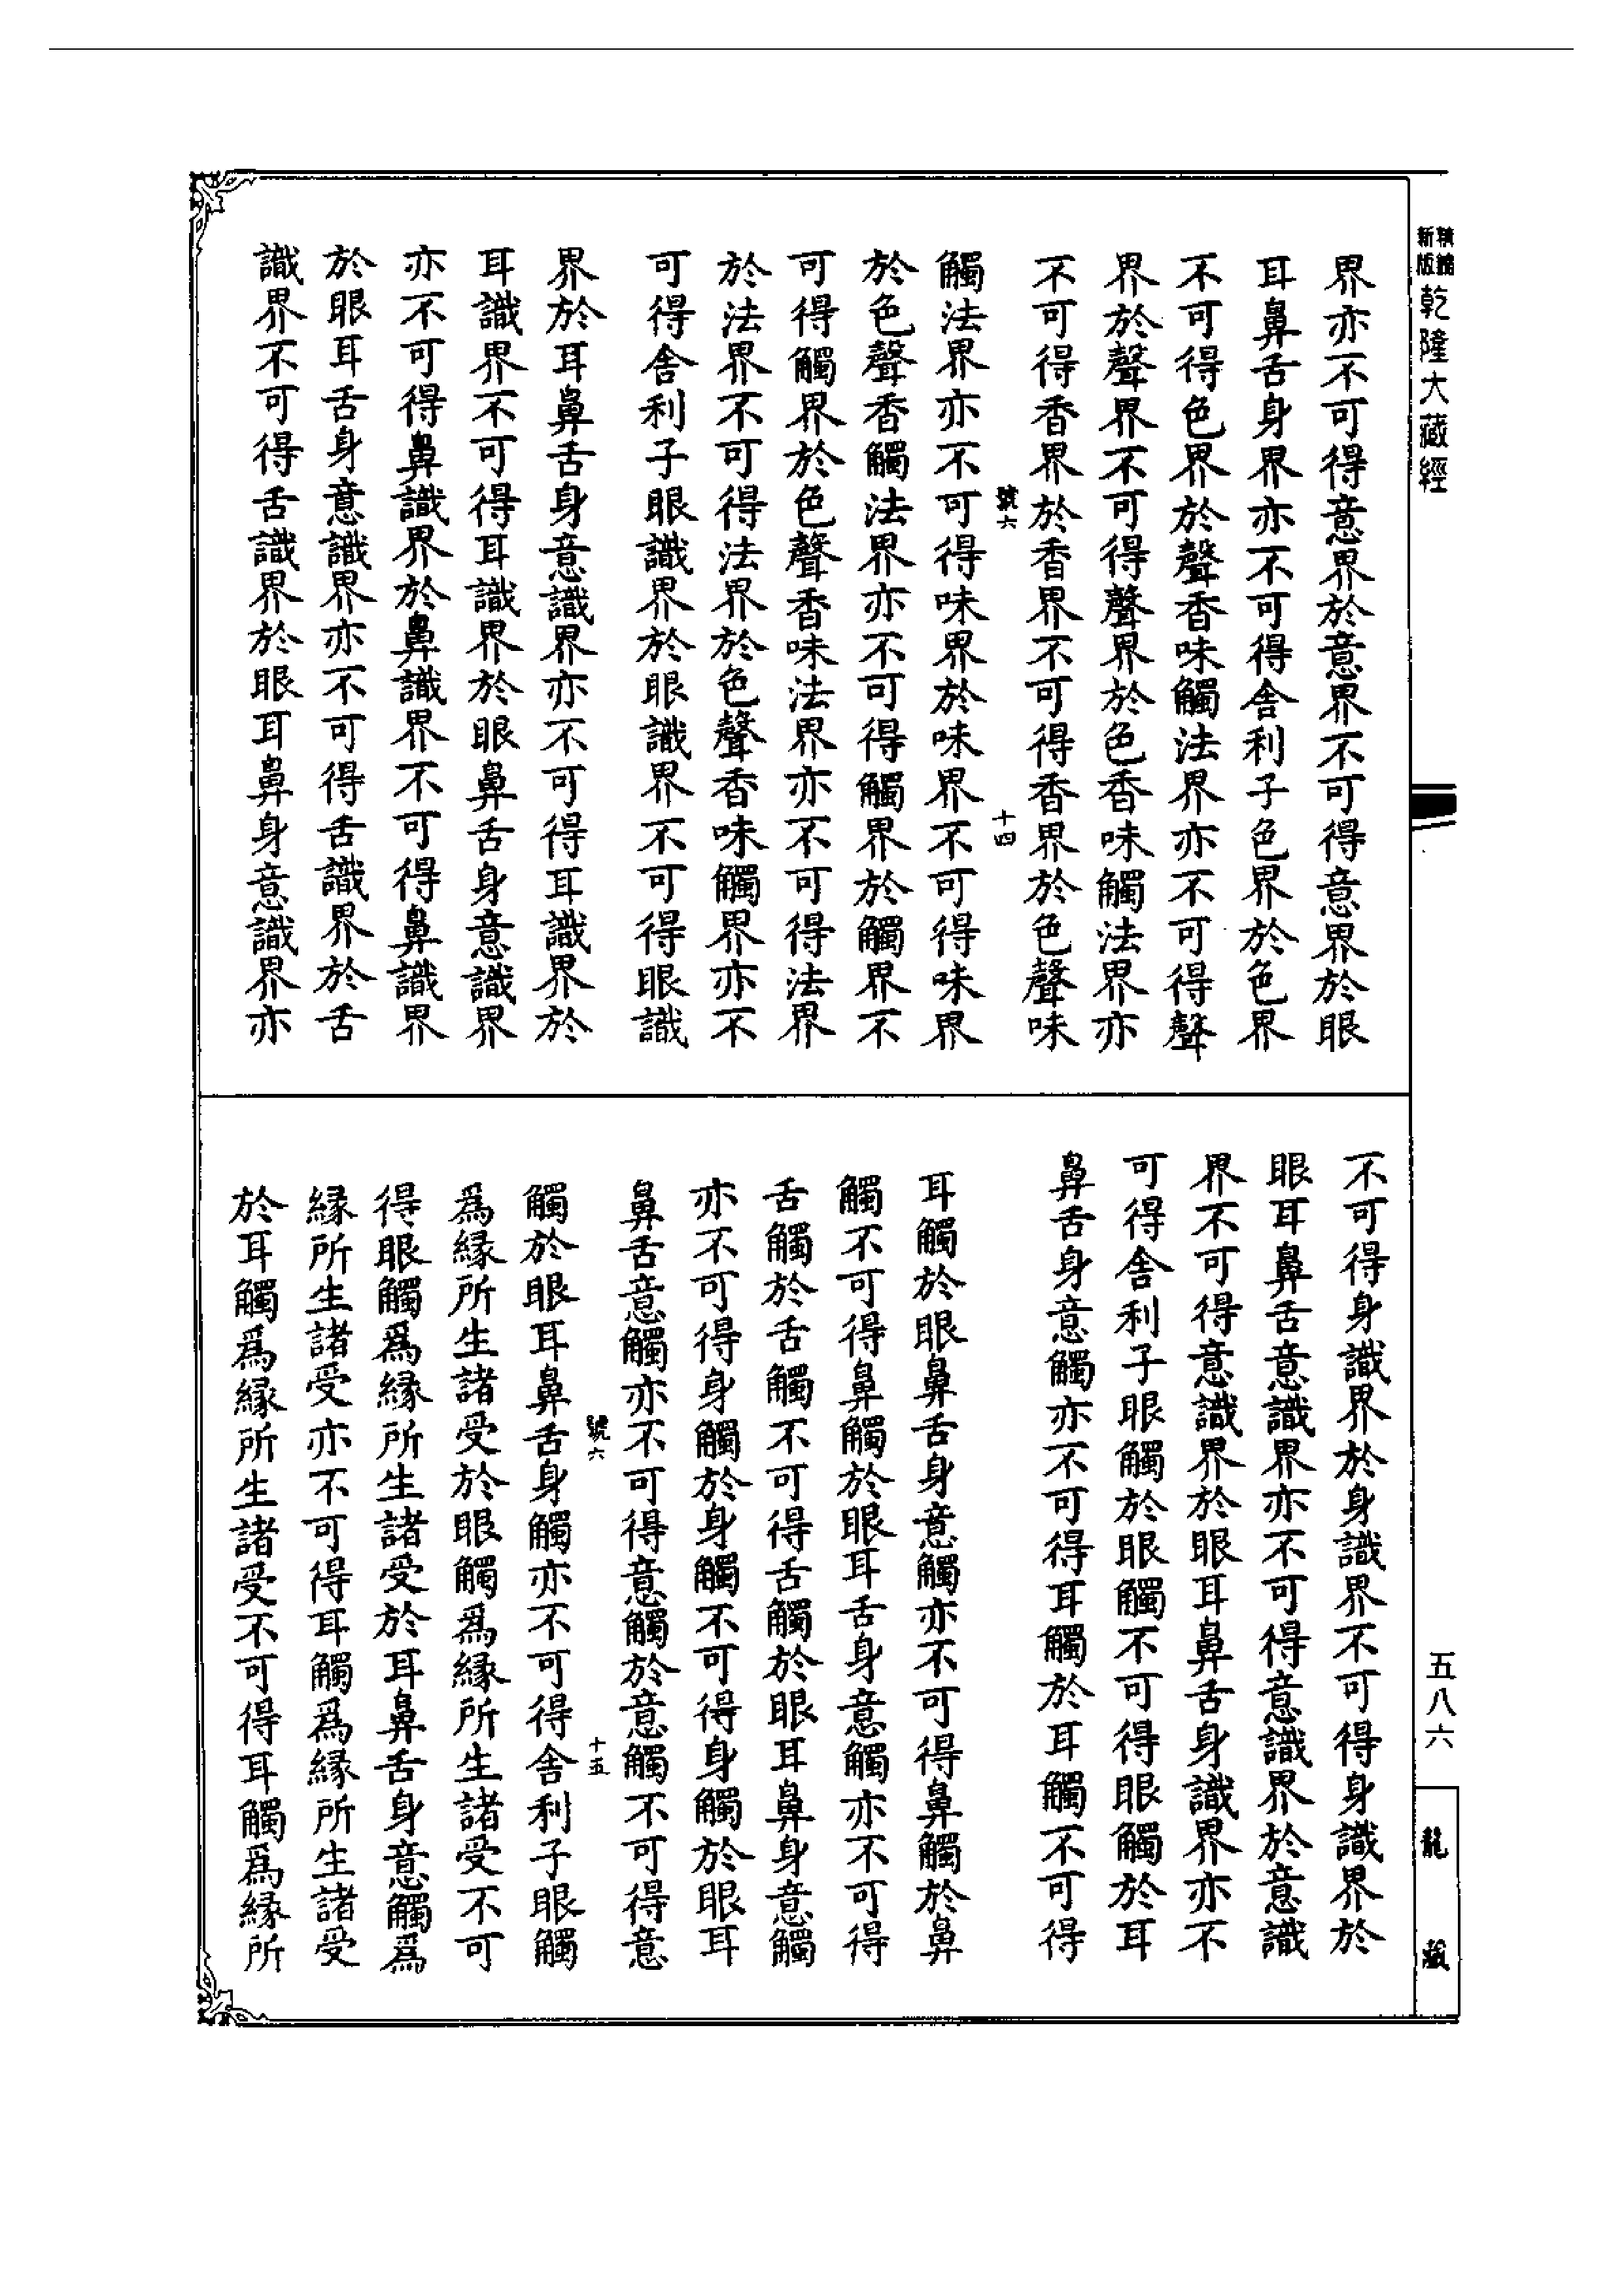 新版
精縮
乾隆大藏經
界亦不可得意界於意界不可得意界於眼
耳鼻舌身界亦不可得舍利子色界於色界
不可得色界於聲香味觸法界亦不可得聲
界於聲界不可得聲界於色香味觸法界亦
不可得香界於香界不可得香界於色聲味
號六
十四
觸法界亦不可得味界於味界不可得味界
於色聲香觸法界亦不可得觸界於觸界不
可得觸界於色聲香味法界亦不可得法界
於法界不可得法界於色聲香味觸界亦不
可得舍利子眼識界於眼識界不可得眼識
界於耳鼻舌身意識界亦不可得耳識界於
耳識界不可得耳識界於眼鼻舌身意識界
亦不可得鼻識界於鼻識界不可得鼻識界
於眼耳舌身意識界亦不可得舌識界於舌
識界不可得舌識界於眼耳鼻身意識界亦
不可得身識界於身識界不可得身識界於
眼耳鼻舌意識界亦不可得意識界於意識
界不可得意識界於眼耳鼻舌身識界亦不
可得舍利子眼觸於眼觸不可得眼觸於耳
鼻舌身意觸亦不可得耳觸於耳觸不可得
耳觸於眼鼻舌身意觸亦不可得鼻觸於鼻
觸不可得鼻觸於眼耳舌身意觸亦不可得
舌觸於舌觸不可得舌觸於眼耳鼻身意觸
亦不可得身觸於身觸不可得身觸於眼耳
鼻舌意觸亦不可得意觸於意觸不可得意
號六
十五
觸於眼耳鼻舌身觸亦不可得舍利子眼觸
爲緣所生諸受於眼觸爲緣所生諸受不可
得眼觸爲緣所生諸受於耳鼻舌身意觸爲
緣所生諸受亦不可得耳觸爲緣所生諸受
於耳觸爲緣所生諸受不可得耳觸爲緣所
五八六
龍藏